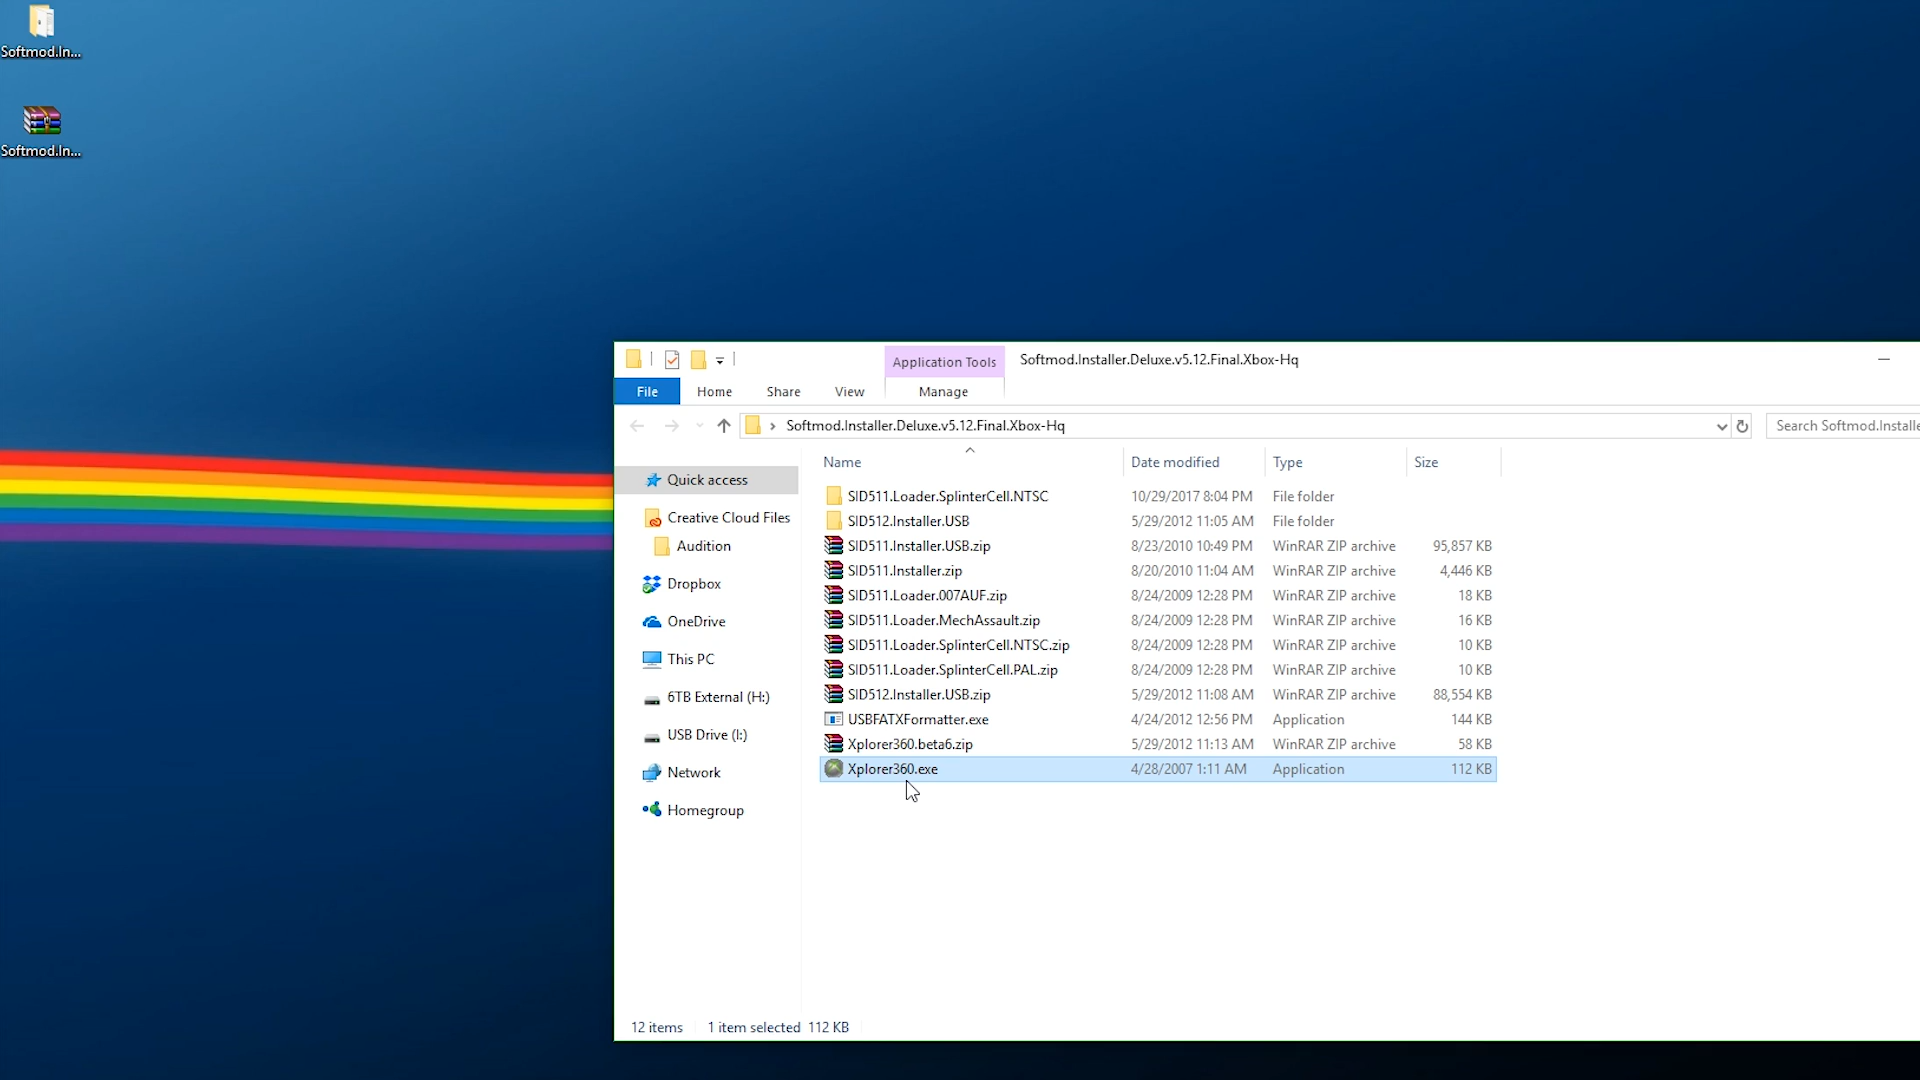 Softmod.In...
Softmod.In...
Application Tools
Softmod.Installer.Deluxe.v5.12.Final.Xbox-Hq
File
Home
Share
View
Manage
Softmod.Installer.Deluxe.v5.12.Final.Xbox-Hq
Search Softmod.Installe
Name
Date modified
Type
Size
Quick access
Creative Cloud Files
Audition
Dropbox
OneDrive
This PC
6TB External (H:)
USB Drive (I:)
Network
Homegroup
SID511.Loader.SplinterCell.NTSC 10/29/2017 8:04 PM File folder
SID512.Installer.USB 5/29/2012 11:05 AM File folder
SID511.Installer.USB.zip 8/23/2010 10:49 PM WinRAR ZIP archive 95,857 KB
SID511.Installer.zip 8/20/2010 11:04 AM WinRAR ZIP archive 4,446 KB
SID511.Loader.007AUF.zip 8/24/2009 12:28 PM WinRAR ZIP archive 18 KB
SID511.Loader.MechAssault.zip 8/24/2009 12:28 PM WinRAR ZIP archive 16 KB
SID511.Loader.SplinterCell.NTSC.zip 8/24/2009 12:28 PM WinRAR ZIP archive 10 KB
SID511.Loader.SplinterCell.PAL.zip 8/24/2009 12:28 PM WinRAR ZIP archive 10 KB
SID512.Installer.USB.zip 5/29/2012 11:08 AM WinRAR ZIP archive 88,554 KB
USBFATXFormatter.exe 4/24/2012 12:56 PM Application 144 KB
Xplorer360.beta6.zip 5/29/2012 11:13 AM WinRAR ZIP archive 58 KB
Xplorer360.exe 4/28/2007 1:11 AM Application 112 KB
12 items 1 item selected 112 KB